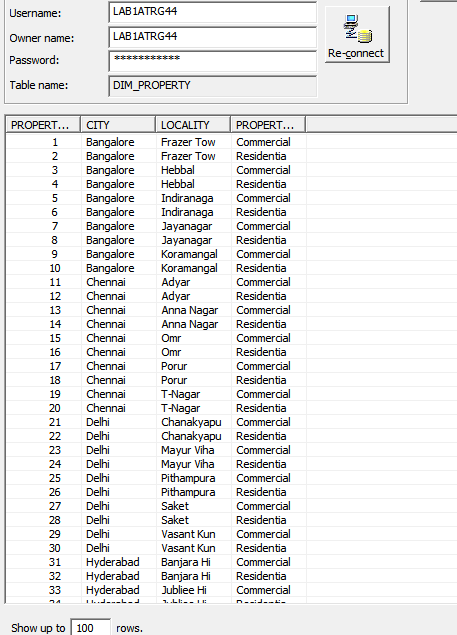 Username: LAB1ATRG44
Owner name: LAB1ATRG44
Re-connect
Password: ***********
Table name: DIM_PROPERTY
PROPERT... CITY LOCALITY PROPERT...
1 Bangalore Frazer Tow Commercial
2 Bangalore Frazer Tow Residentia
3 Bangalore Hebbal Commercial
4 Bangalore Hebbal Residentia
5 Bangalore Indiranaga Commercial
6 Bangalore Indiranaga Residentia
7 Bangalore Jayanagar Commercial
8 Bangalore Jayanagar Residentia
9 Bangalore Koramangal Commercial
10 Bangalore Koramangal Residentia
11 Chennai Adyar Commercial
12 Chennai Adyar Residentia
13 Chennai Anna Nagar Commercial
14 Chennai Anna Nagar Residentia
15 Chennai Omr Commercial
16 Chennai Omr Residentia
17 Chennai Porur Commercial
18 Chennai Porur Residentia
19 Chennai T-Nagar Commercial
20 Chennai T-Nagar Residentia
21 Delhi Chanakyapu Commercial
22 Delhi Chanakyapu Residentia
23 Delhi Mayur Viha Commercial
24 Delhi Mayur Viha Residentia
25 Delhi Pithampura Commercial
26 Delhi Pithampura Residentia
27 Delhi Saket Commercial
28 Delhi Saket Residentia
29 Delhi Vasant Kun Commercial
30 Delhi Vasant Kun Residentia
31 Hyderabad Banjara Hi Commercial
32 Hyderabad Banjara Hi Residentia
33 Hyderabad Jubliee Hi Commercial
34 Hyderabad Jubliee Hi Residentia
Show up to 100 rows.